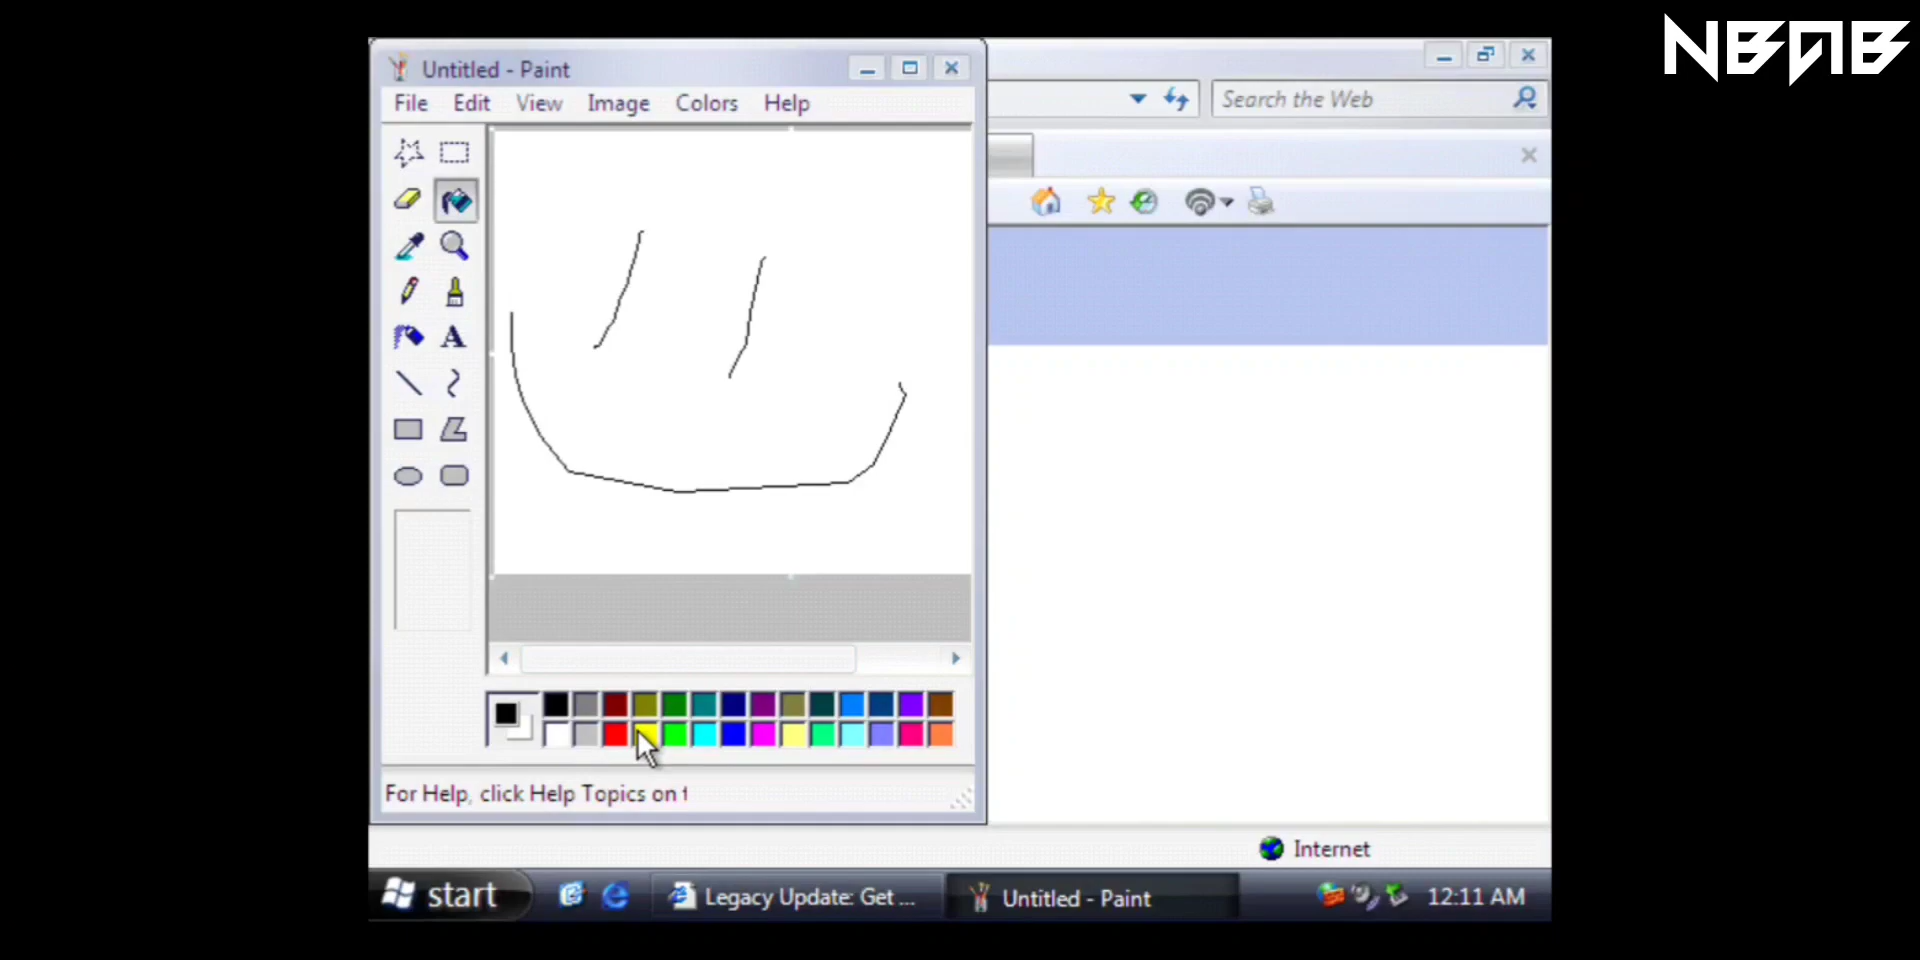 NBAB
Untitled - Paint
File Edit View Image Colors Help
Search the Web
A
For Help, click Help Topics on t
Internet
start
Legacy Update: Get ...
Untitled - Paint
12:11 AM